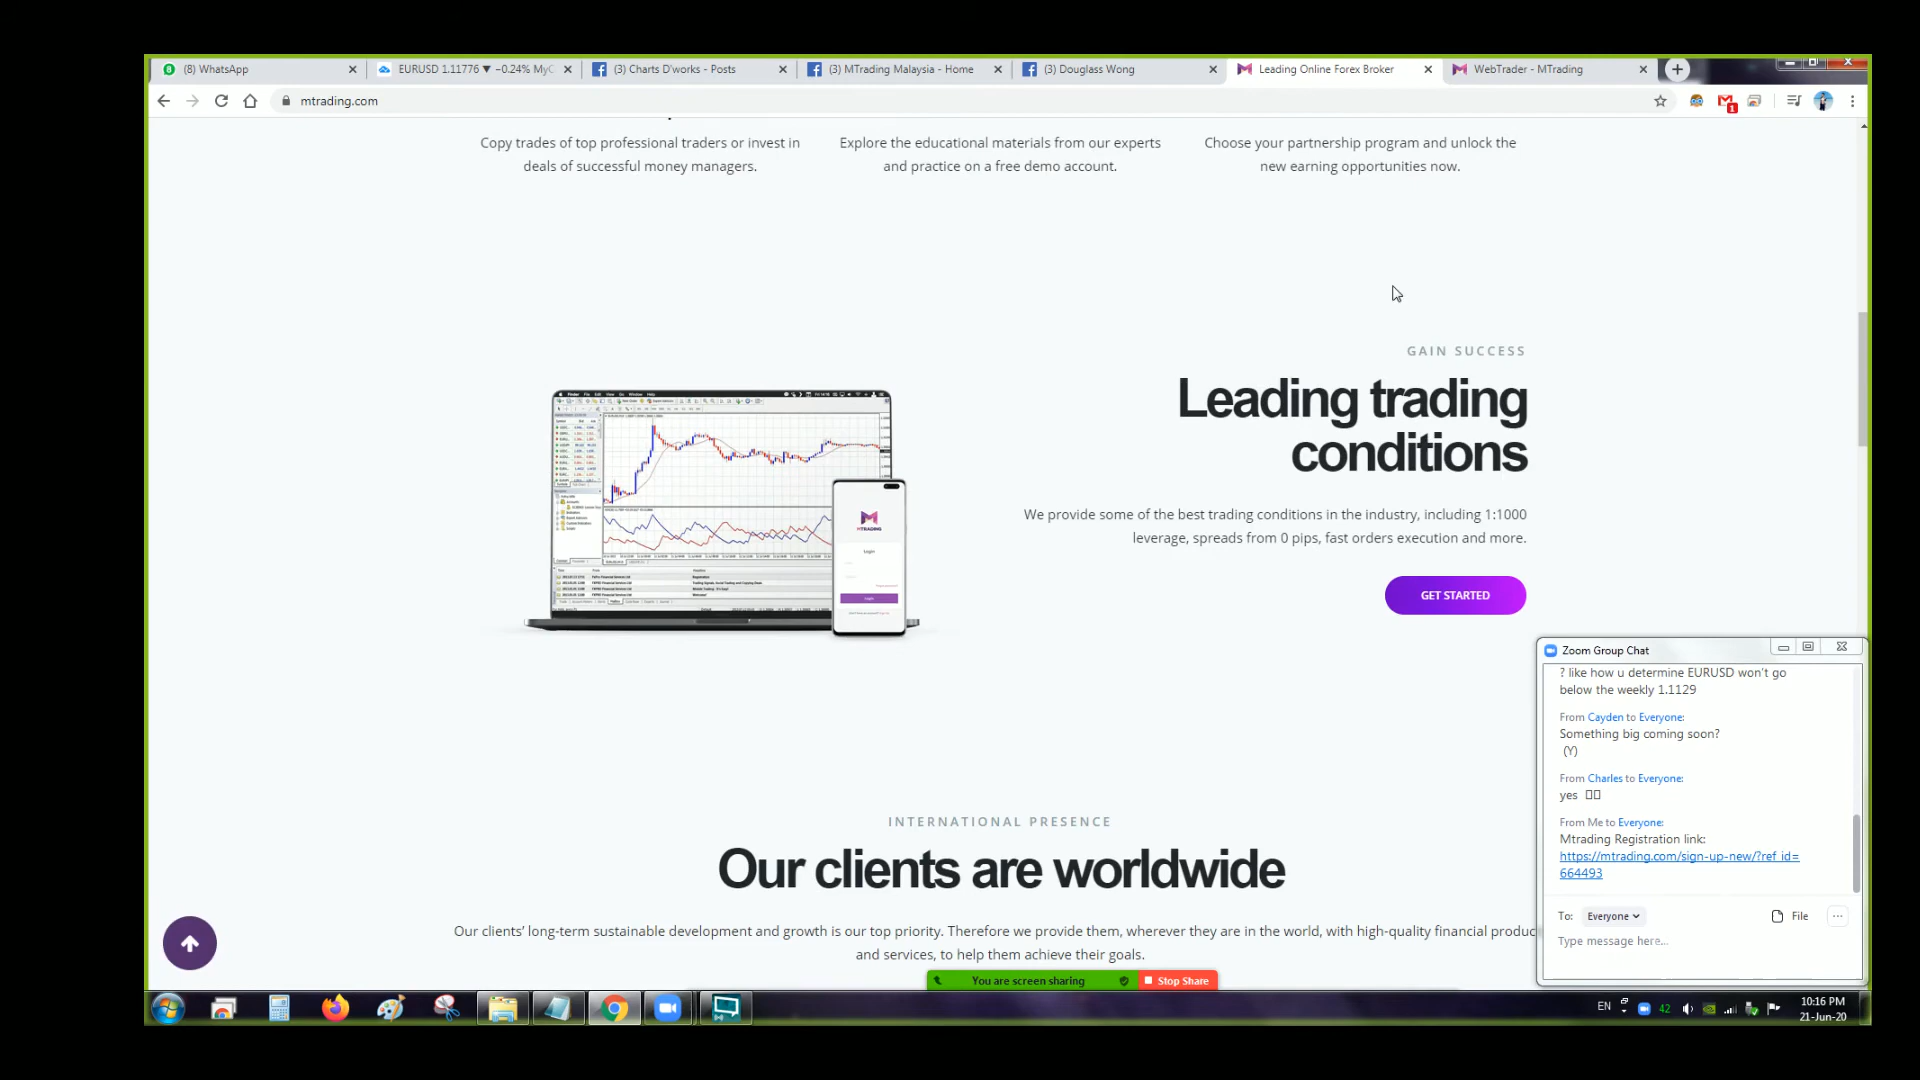 (8) WhatsApp
EURUSD 1.11776 ▼ −0.24% MyC
(3) Charts D'works - Posts
(3) MTrading Malaysia - Home
(3) Douglass Wong
Leading Online Forex Broker
WebTrader - MTrading
mtrading.com
1
Copy trades of top professional traders or invest in
deals of successful money managers.
Explore the educational materials from our experts
and practice on a free demo account.
Choose your partnership program and unlock the
new earning opportunities now.
GAIN SUCCESS
Leading trading
conditions
We provide some of the best trading conditions in the industry, including 1:1000
leverage, spreads from 0 pips, fast orders execution and more.
GET STARTED
MTRADING
Login
Login
INTERNATIONAL PRESENCE
Our clients are worldwide
Our clients' long-term sustainable development and growth is our top priority. Therefore we provide them, wherever they are in the world, with high-quality financial produc
and services, to help them achieve their goals.
Zoom Group Chat
? like how u determine EURUSD won't go
below the weekly 1.1129
From Cayden to Everyone:
Something big coming soon?
(Y)
From Charles to Everyone:
yes
From Me to Everyone:
Mtrading Registration link:
https://mtrading.com/sign-up-new/?ref_id=
664493
To: Everyone
File
Type message here...
You are screen sharing
Stop Share
EN
42
10:16 PM
21-Jun-20